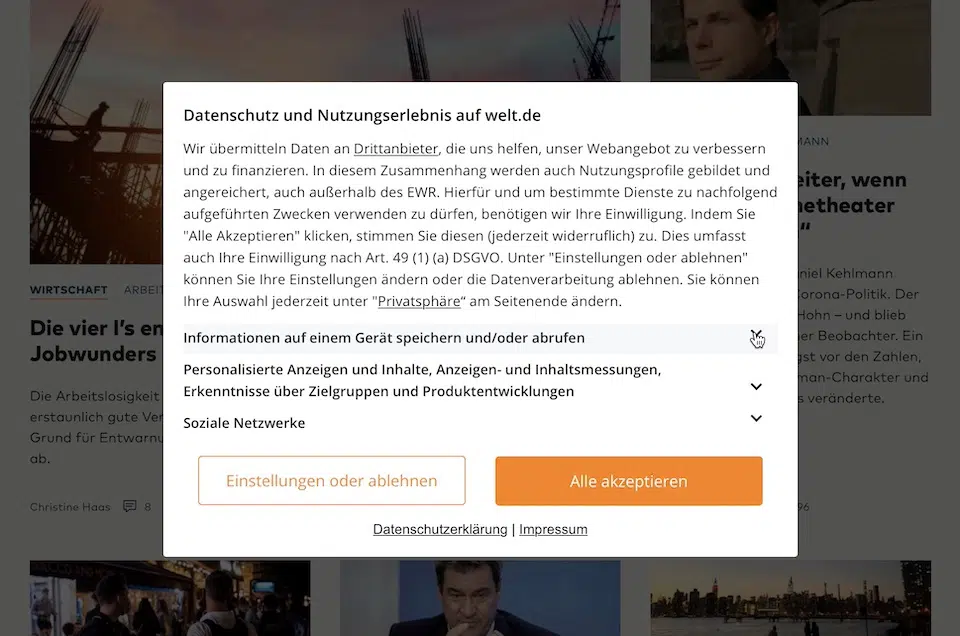 Datenschutz und Nutzungserlebnis auf welt.de
Wir übermitteln Daten an Drittanbieter, die uns helfen, unser Webangebot zu verbessern
und zu finanzieren. In diesem Zusammenhang werden auch Nutzungsprofile gebildet und
angereichert, auch außerhalb des EWR. Hierfür und um bestimmte Dienste zu nachfolgend
aufgeführten Zwecken verwenden zu dürfen, benötigen wir Ihre Einwilligung. Indem Sie
"Alle Akzeptieren" klicken, stimmen Sie diesen (jederzeit widerruflich) zu. Dies umfasst
auch Ihre Einwilligung nach Art. 49 (1) (a) DSGVO. Unter "Einstellungen oder ablehnen"
können Sie Ihre Einstellungen ändern oder die Datenverarbeitung ablehnen. Sie können
Ihre Auswahl jederzeit unter "Privatsphäre“ am Seitenende ändern.
Informationen auf einem Gerät speichern und/oder abrufen
Personalisierte Anzeigen und Inhalte, Anzeigen- und Inhaltsmessungen,
Erkenntnisse über Zielgruppen und Produktentwicklungen
Soziale Netzwerke
Einstellungen oder ablehnen
Alle akzeptieren
Datenschutzerklärung | Impressum
WIRTSCHAFT ARBEI
Die vier I’s en
Jobwunders
Die Arbeitslosigkeit
erstaunlich gute Ver
Grund für Entwarnu
ab.
Christine Haas 8
MANN
eiter, wenn
netheater
“
niel Kehlmann
Corona-Politik. Der
Hohn – und blieb
her Beobachter. Ein
gst vor den Zahlen,
man-Charakter und
s veränderte.
96